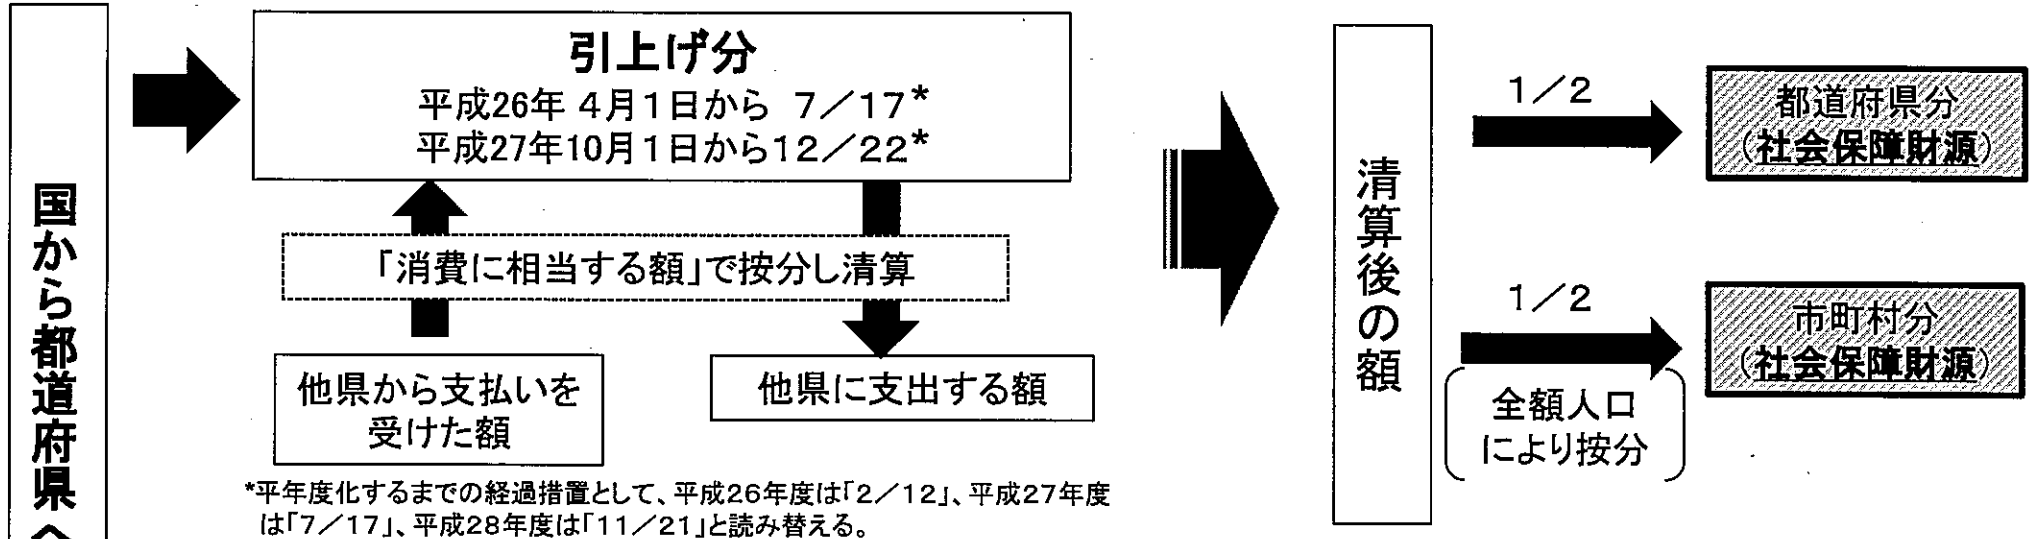 国から都道府県へ
引上げ分
平成26年 4月1日から 7/17*
平成27年10月1日から12/22*
「消費に相当する額」で按分し清算
他県から支払いを
受けた額
他県に支出する額
*平年度化するまでの経過措置として、平成26年度は「2/12」、平成27年度
は「7/17」、平成28年度は「11/21」と読み替える。
清算後の額
1/2
都道府県分
(社会保障財源)
1/2
市町村分
(社会保障財源)
全額人口
により按分